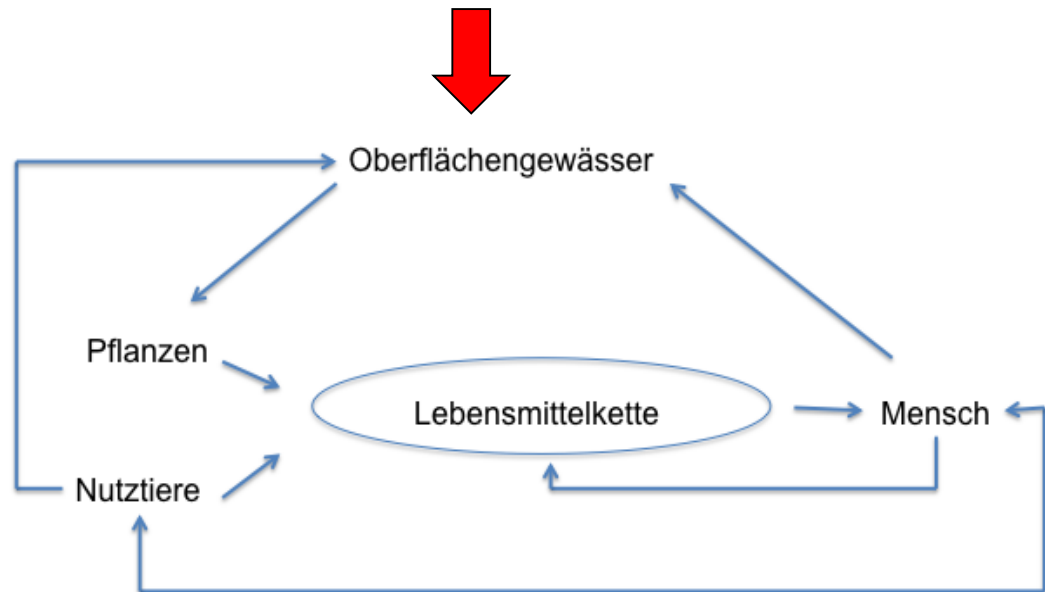 Oberflächengewässer
Pflanzen
Lebensmittelkette
Mensch
Nutztiere